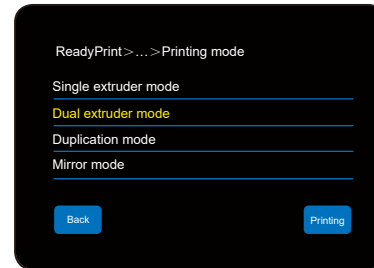 ReadyPrint>...>Printing mode
Single extruder mode
Dual extruder mode
Duplication mode
Mirror mode
Back
Printing